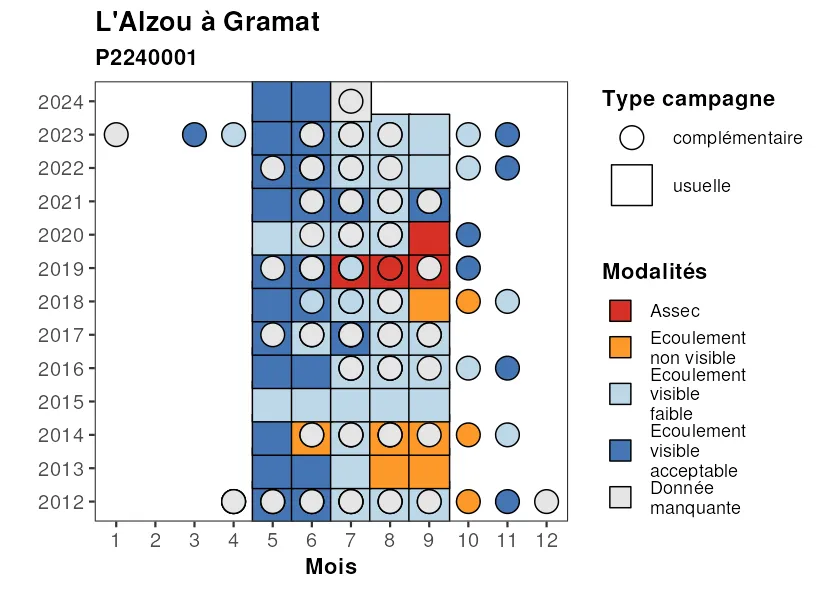 L'Alzou à Gramat
P2240001
2024
2023
2022
2021
2020
2019
2018
2017
2016
2015
2014
2013
2012
1 2 3 4 5 6 7 8 9 10 11 12
Mois
Type campagne
complémentaire
usuelle
Modalités
Assec
Ecoulement
non visible
Ecoulement
visible
faible
Ecoulement
visible
acceptable
Donnée
manquante